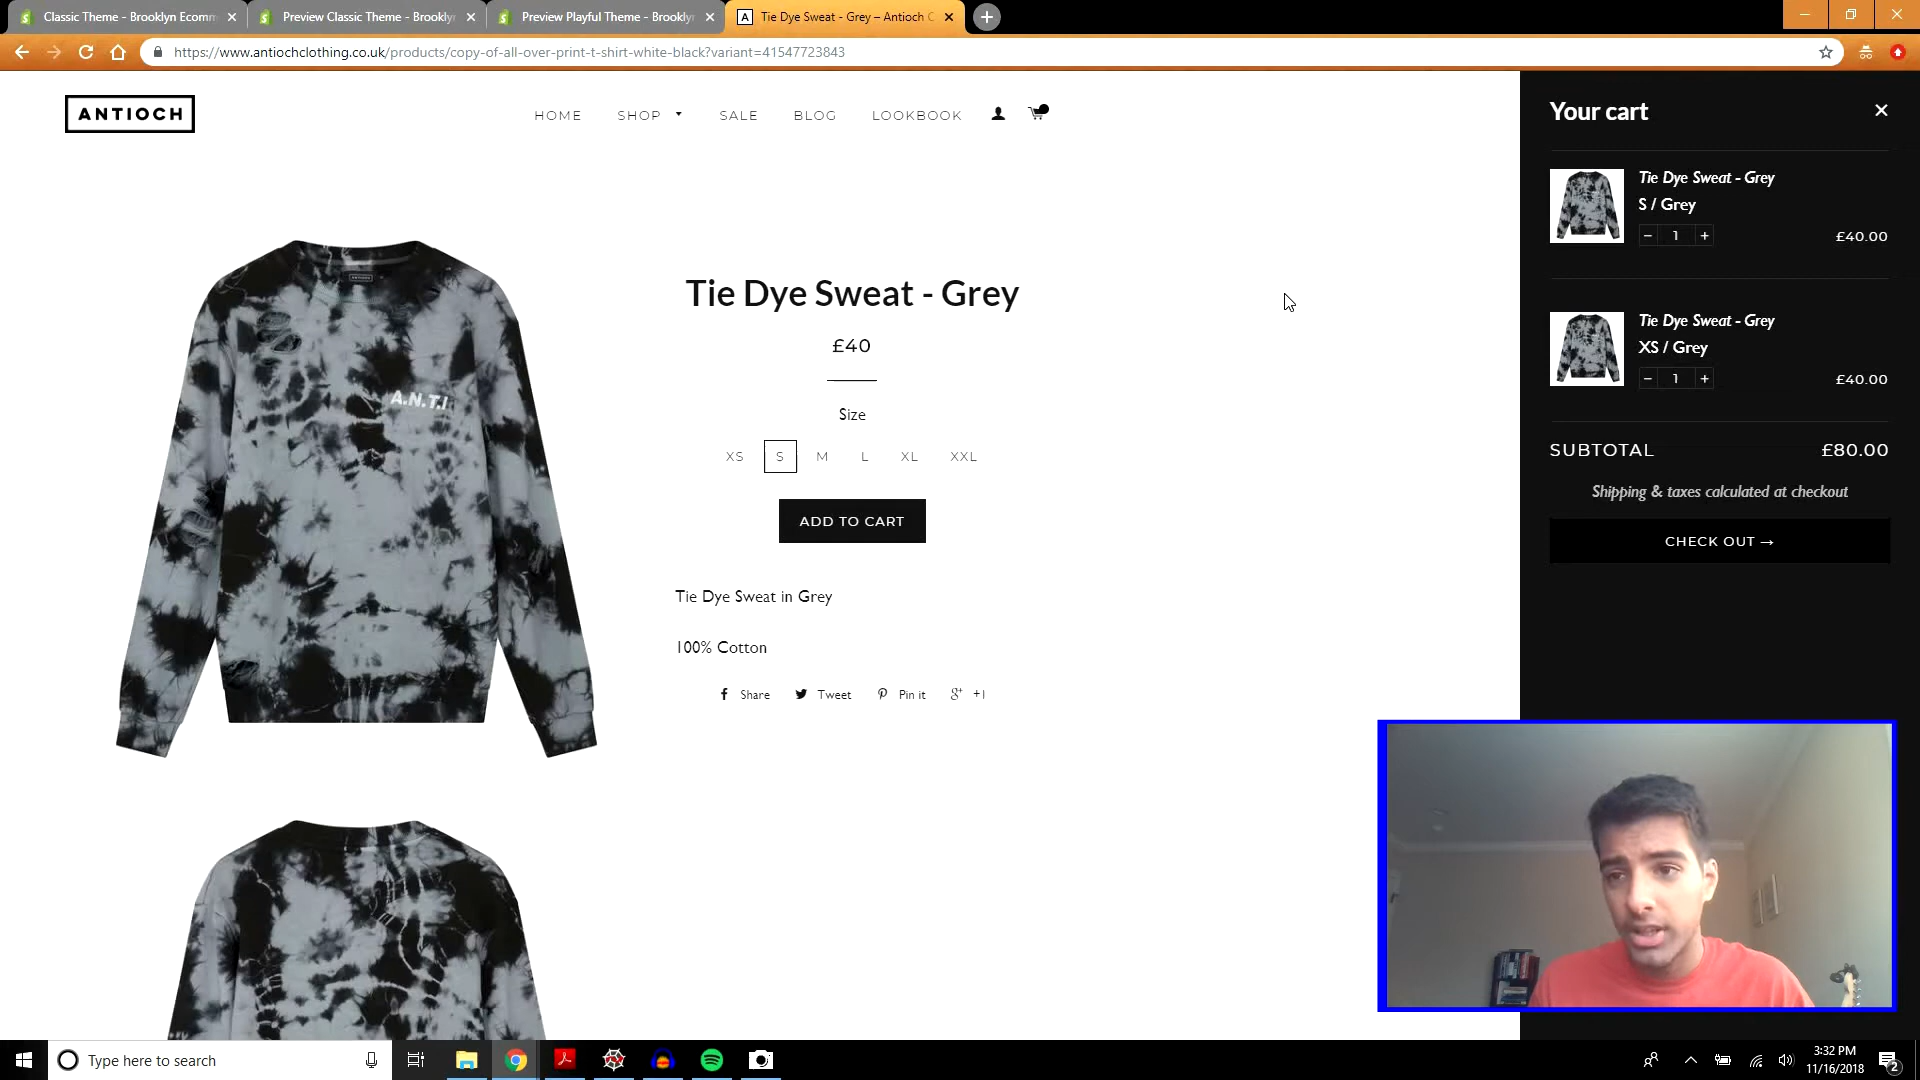 Classic Theme - Brooklyn Ecomm
Preview Classic Theme - Brookly
Preview Playful Theme - Brookly
Tie Dye Sweat - Grey – Antioch C
https://www.antiochclothing.co.uk/products/copy-of-all-over-print-t-shirt-white-black?variant=41547723843
ANTIOCH
HOME SHOP SALE BLOG LOOKBOOK
Tie Dye Sweat - Grey
£40
Size
XS S M L XL XXL
ADD TO CART
Tie Dye Sweat in Grey
100% Cotton
Share Tweet Pin it +1
A.N.T.I
ANTIOCH
Your cart
Tie Dye Sweat - Grey
S / Grey
− 1 + £40.00
Tie Dye Sweat - Grey
XS / Grey
− 1 + £40.00
SUBTOTAL £80.00
Shipping & taxes calculated at checkout
CHECK OUT →
Type here to search
3:32 PM
11/16/2018
2